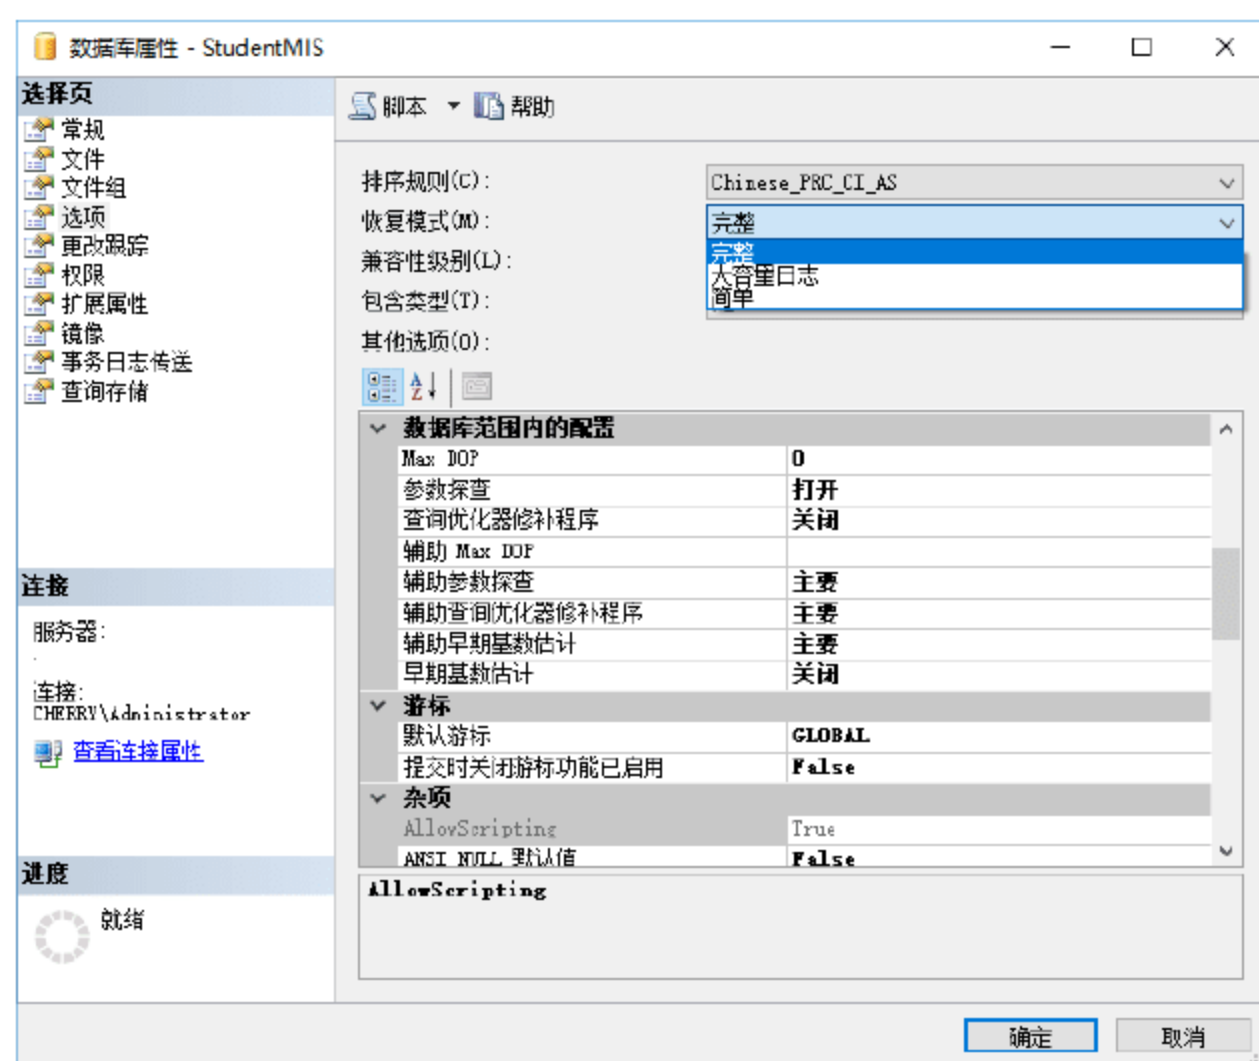 数据库属性 - StudentMIS
选择页
常规
文件
文件组
选项
更改跟踪
权限
扩展属性
镜像
事务日志传送
查询存储
连接
服务器:
.
连接:
CHERRY\Administrator
查看连接属性
进度
就绪
脚本 帮助
排序规则(C): Chinese_PRC_CI_AS
恢复模式(M): 完整
完整
大容量日志
简单
兼容性级别(L):
包含类型(T):
其他选项(O):
数据库范围内的配置
Max DOP 0
参数探查 打开
查询优化器修补程序 关闭
辅助 Max DOP
辅助参数探查 主要
辅助查询优化器修补程序 主要
辅助早期基数估计 主要
早期基数估计 关闭
游标
默认游标 GLOBAL
提交时关闭游标功能已启用 False
杂项
AllowScripting True
ANSI NULL 默认值 False
AllowScripting
确定 取消